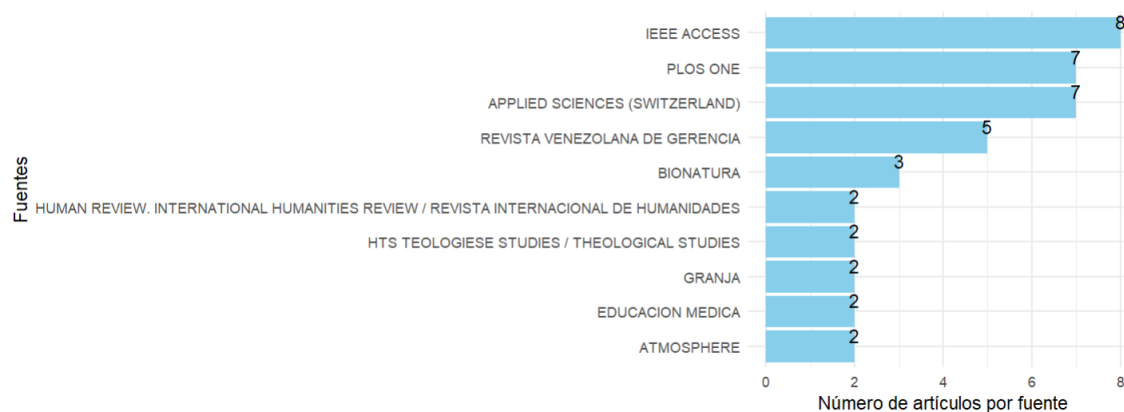 IEEE ACCESS 8
PLOS ONE 7
APPLIED SCIENCES (SWITZERLAND) 7
REVISTA VENEZOLANA DE GERENCIA 5
BIONATURA 3
HUMAN REVIEW. INTERNATIONAL HUMANITIES REVIEW / REVISTA INTERNACIONAL DE HUMANIDADES 2
HTS TEOLOGIESE STUDIES / THEOLOGICAL STUDIES 2
GRANJA 2
EDUCACION MEDICA 2
ATMOSPHERE 2
Fuentes
0 2 4 6 8
Número de artículos por fuente